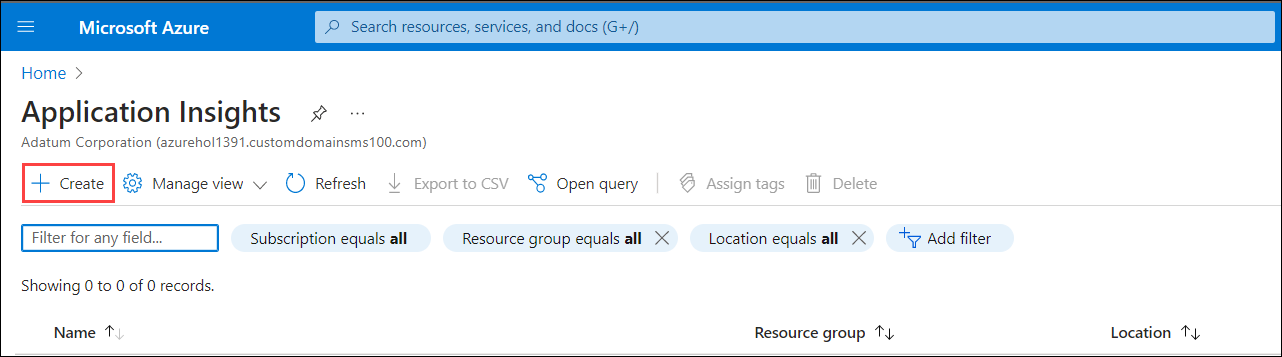 Microsoft Azure Search resources, services, and docs (G+/)
Home
Application Insights ...
Adatum Corporation (azurehol1391.customdomainsms100.com)
Create Manage view Refresh Export to CSV Open query Assign tags Delete
Filter for any field... Subscription equals all Resource group equals all Location equals all Add filter
Showing 0 to 0 of 0 records.
Name Resource group Location